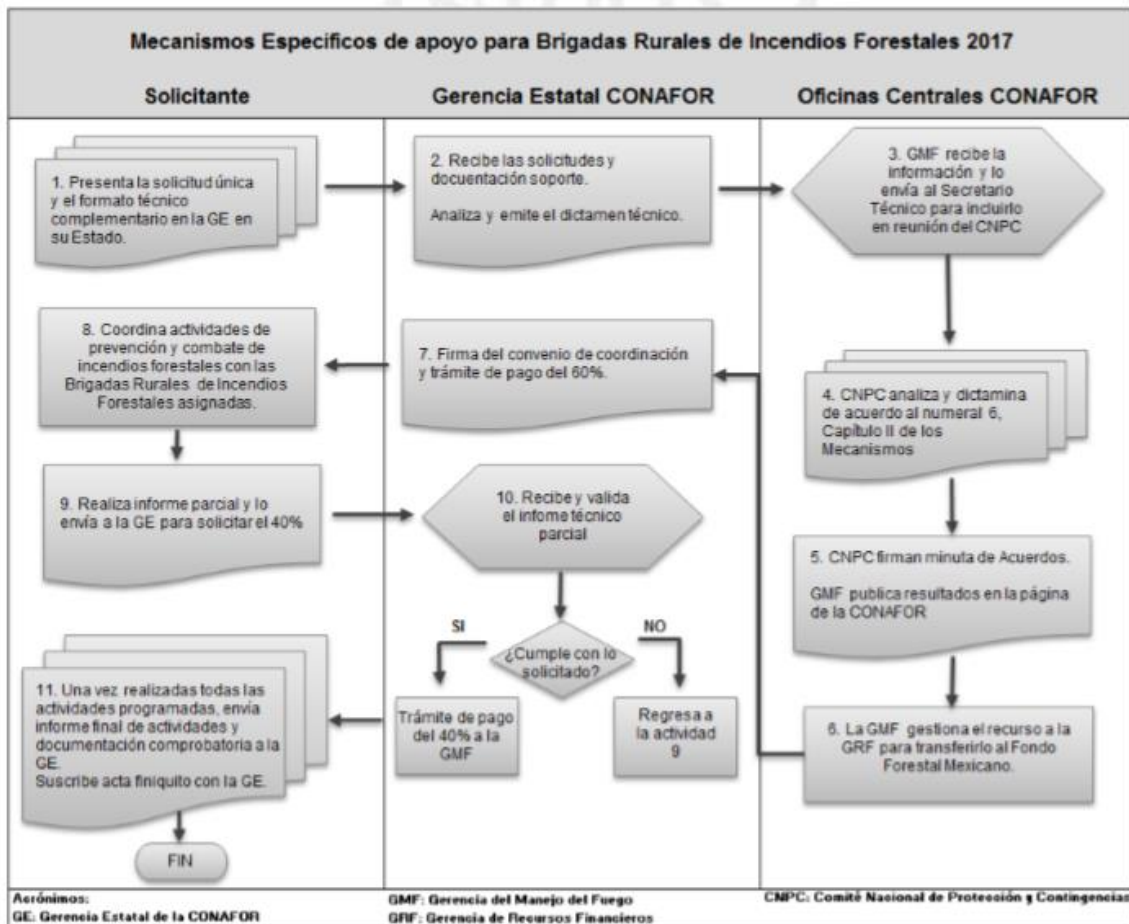 Mecanismos Especificos de apoyo para Brigadas Rurales de Incendios Forestales 2017
Solicitante
Gerencia Estatal CONAFOR
Oficinas Centrales CONAFOR
1. Presenta la solicitud única
y el formato técnico
complementario en la GE en
su Estado.
2. Recibe las solicitudes y
docuentación soporte.
Analiza y emite el dictamen técnico.
3. GMF recibe la
información y lo
envía al Secretario
Técnico para incluirlo
en reunión del CNPC
4. CNPC analiza y dictamina
de acuerdo al numeral 6,
Capítulo II de los
Mecanismos
5. CNPC firman minuta de Acuerdos.
GMF publica resultados en la página
de la CONAFOR
6. La GMF gestiona el recurso a la
GRF para transferirlo al Fondo
Forestal Mexicano.
7. Firma del convenio de coordinación
y trámite de pago del 60%.
8. Coordina actividades de
prevención y combate de
incendios forestales con las
Brigadas Rurales de Incendios
Forestales asignadas.
9. Realiza informe parcial y lo
envía a la GE para solicitar el 40%
10. Recibe y valida
el infome técnico
parcial
¿Cumple con lo
solicitado?
SI
NO
Trámite de pago
del 40% a la
GMF
Regresa a
la actividad
9
11. Una vez realizadas todas las
actividades programadas, envía
informe final de actividades y
documentación comprobatoria a la
GE.
Suscribe acta finiquito con la GE.
FIN
Acrónimos:
GE: Gerencia Estatal de la CONAFOR
GMF: Gerencia del Manejo del Fuego
GRF: Gerencia de Recursos Financieros
CNPC: Comité Nacional de Protección y Contingencias